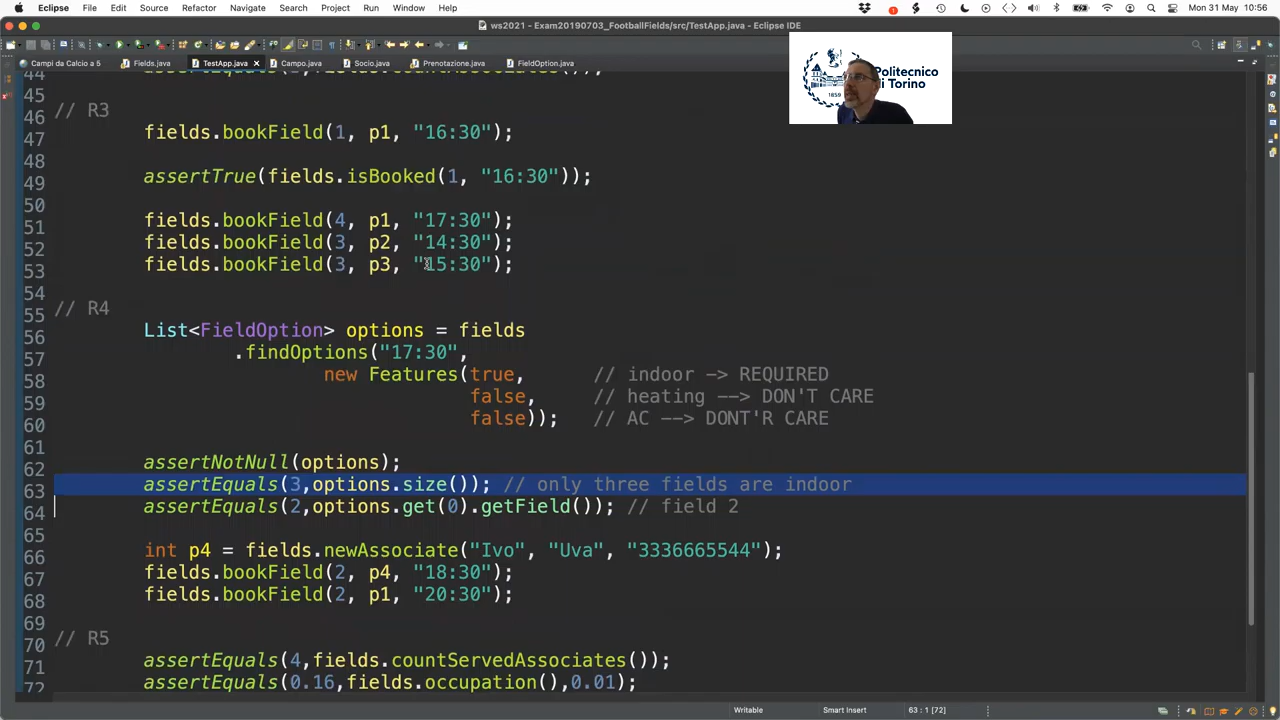 Eclipse File Edit Source Refactor Navigate Search Project Run Window Help Mon 31 May 10:56
ws2021 - Exam20190703_FootballFields/src/TestApp.java - Eclipse IDE
Campi da Calcio a 5 Fields.java TestApp.java Campo.java Socio.java Prenotazione.java FieldOption.java
Politecnico
di Torino
1859
44
45
46 // R3
47 fields.bookField(1, p1, "16:30");
48
49 assertTrue(fields.isBooked(1, "16:30"));
50
51 fields.bookField(4, p1, "17:30");
52 fields.bookField(3, p2, "14:30");
53 fields.bookField(3, p3, "15:30");
54
55 // R4
56 List<FieldOption> options = fields
57 .findOptions("17:30",
58 new Features(true, // indoor -> REQUIRED
59 false, // heating --> DON'T CARE
60 false)); // AC --> DONT'R CARE
61
62 assertNotNull(options);
63 assertEquals(3,options.size()); // only three fields are indoor
64 assertEquals(2,options.get(0).getField()); // field 2
65
66 int p4 = fields.newAssociate("Ivo", "Uva", "3336665544");
67 fields.bookField(2, p4, "18:30");
68 fields.bookField(2, p1, "20:30");
69
70 // R5
71 assertEquals(4,fields.countServedAssociates());
72 assertEquals(0.16,fields.occupation(),0.01);
Writable Smart Insert 63 : 1 [72]